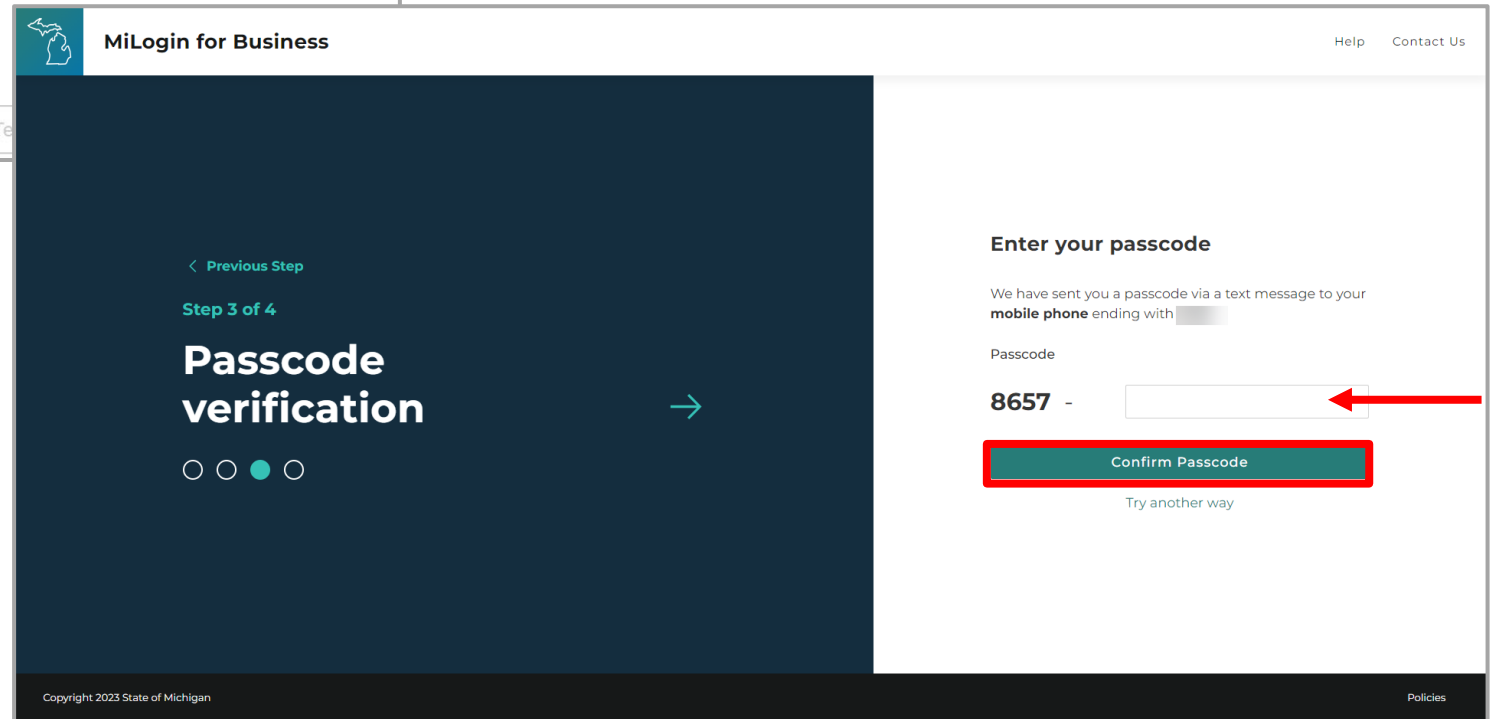 MiLogin for Business
Help Contact Us
Te
< Previous Step
Step 3 of 4
Passcode
verification
Enter your passcode
We have sent you a passcode via a text message to your
mobile phone ending with
Passcode
8657 -
Confirm Passcode
Try another way
Copyright 2023 State of Michigan
Policies